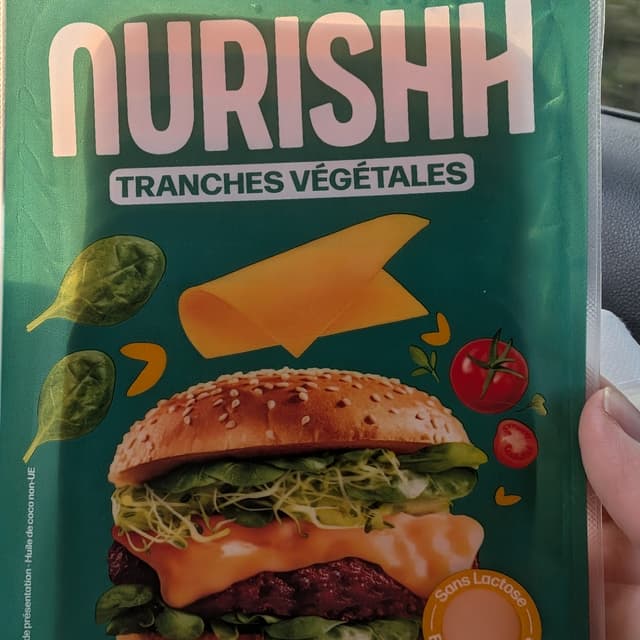 NURISHH
TRANCHES VÉGÉTALES
Sans Lactose
de présentation - Huile de coco non-UE